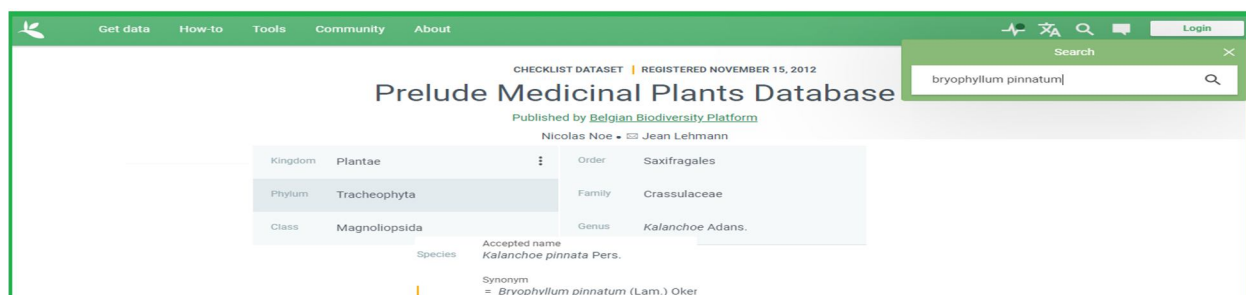 Get data How-to Tools Community About Login
Search
bryophyllum pinnatum
CHECKLIST DATASET | REGISTERED NOVEMBER 15, 2012
Prelude Medicinal Plants Database
Published by Belgian Biodiversity Platform
Nicolas Noe • Jean Lehmann
Kingdom Plantae Order Saxifragales
Phylum Tracheophyta Family Crassulaceae
Class Magnoliopsida Genus Kalanchoe Adans.
Accepted name
Species Kalanchoe pinnata Pers.
Synonym
= Bryophyllum pinnatum (Lam.) Oker